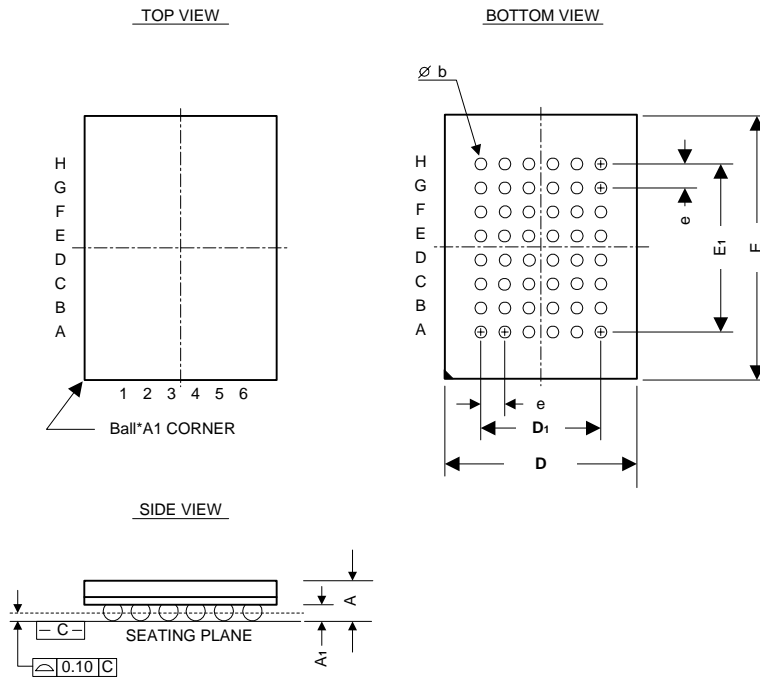 TOP VIEW
H
G
F
E
D
C
B
A
1 2 3 4 5 6
Ball*A1 CORNER
BOTTOM VIEW
Ø b
H
G
F
E
D
C
B
A
e
E1
E
e
D1
D
SIDE VIEW
A
A1
– C –
SEATING PLANE
⌓ 0.10 C